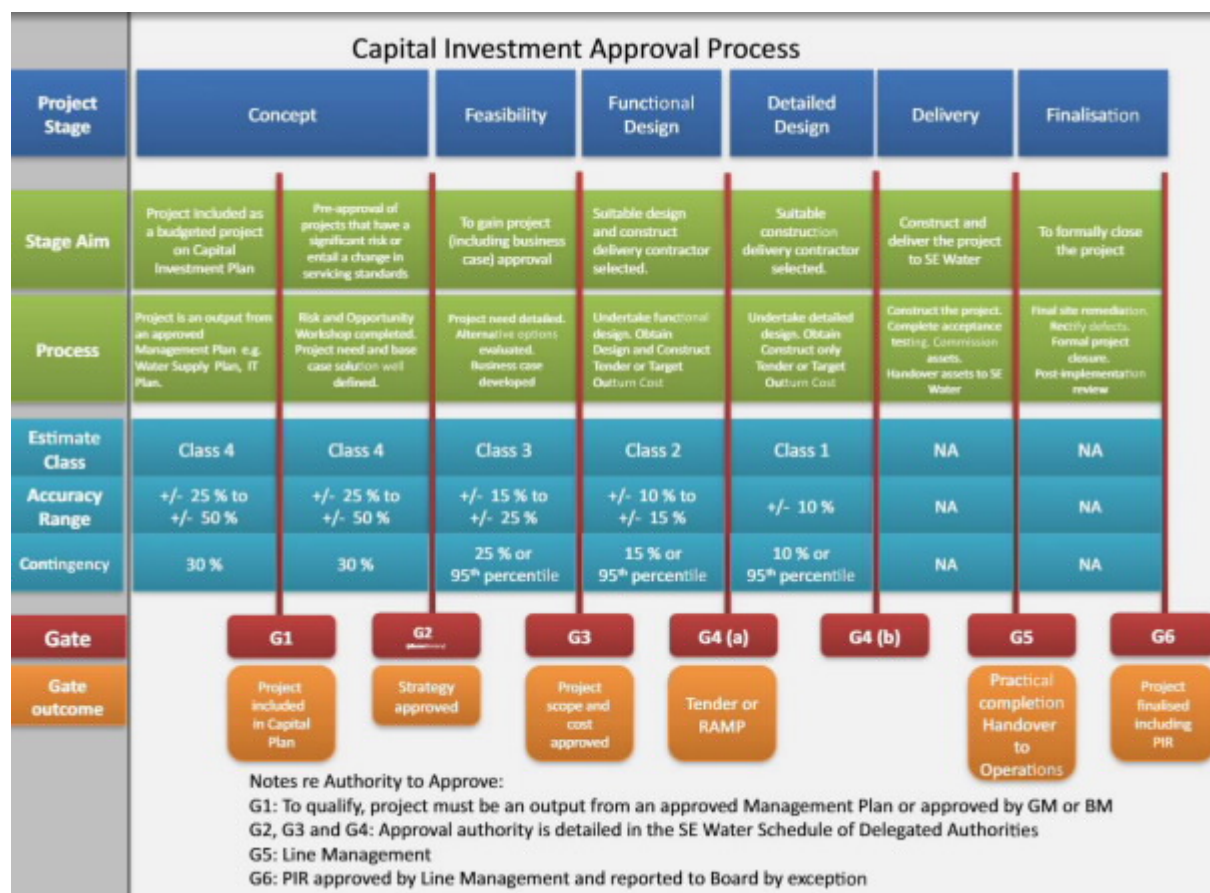 Capital Investment Approval Process
Project
Stage
Concept
Feasibility
Functional
Design
Detailed
Design
Delivery
Finalisation
Stage Aim
Project included as
a budgeted project
on Capital
Investment Plan
Pre-approval of
projects that have a
significant risk or
entail a change in
servicing standards
To gain project
(including business
case) approval
Suitable design
and construct
delivery contractor
selected.
Suitable
construction
delivery contractor
selected.
Construct and
deliver the project
to SE Water
To formally close
the project
Process
Project is an output from
an approved
Management Plan e.g.
Water Supply Plan, IT
Plan.
Risk and Opportunity
Workshop completed.
Project need and base
case solution well
defined.
Project need detailed.
Alternative options
evaluated.
Business case
developed
Undertake functional
design. Obtain
Design and Construct
Tender or Target
Outturn Cost
Undertake detailed
design. Obtain
Construct only
Tender or Target
Outturn Cost
Construct the project.
Complete acceptance
testing. Commission
assets.
Handover assets to SE
Water
Final site remediation.
Rectify defects.
Formal project
closure.
Post-implementation
review
Estimate
Class
Class 4
Class 4
Class 3
Class 2
Class 1
NA
NA
Accuracy
Range
+/- 25 % to
+/- 50 %
+/- 25 % to
+/- 50 %
+/- 15 % to
+/- 25 %
+/- 10 % to
+/- 15 %
+/- 10 %
NA
NA
Contingency
30 %
30 %
25 % or
95th percentile
15 % or
95th percentile
10 % or
95th percentile
NA
NA
Gate
G1
G2
G3
G4 (a)
G4 (b)
G5
G6
Gate
outcome
Project
included
in Capital
Plan
Strategy
approved
Project
scope and
cost
approved
Tender or
RAMP
Practical
completion
Handover
to
Operations
Project
finalised
including
PIR
Notes re Authority to Approve:
G1: To qualify, project must be an output from an approved Management Plan or approved by GM or BM
G2, G3 and G4: Approval authority is detailed in the SE Water Schedule of Delegated Authorities
G5: Line Management
G6: PIR approved by Line Management and reported to Board by exception